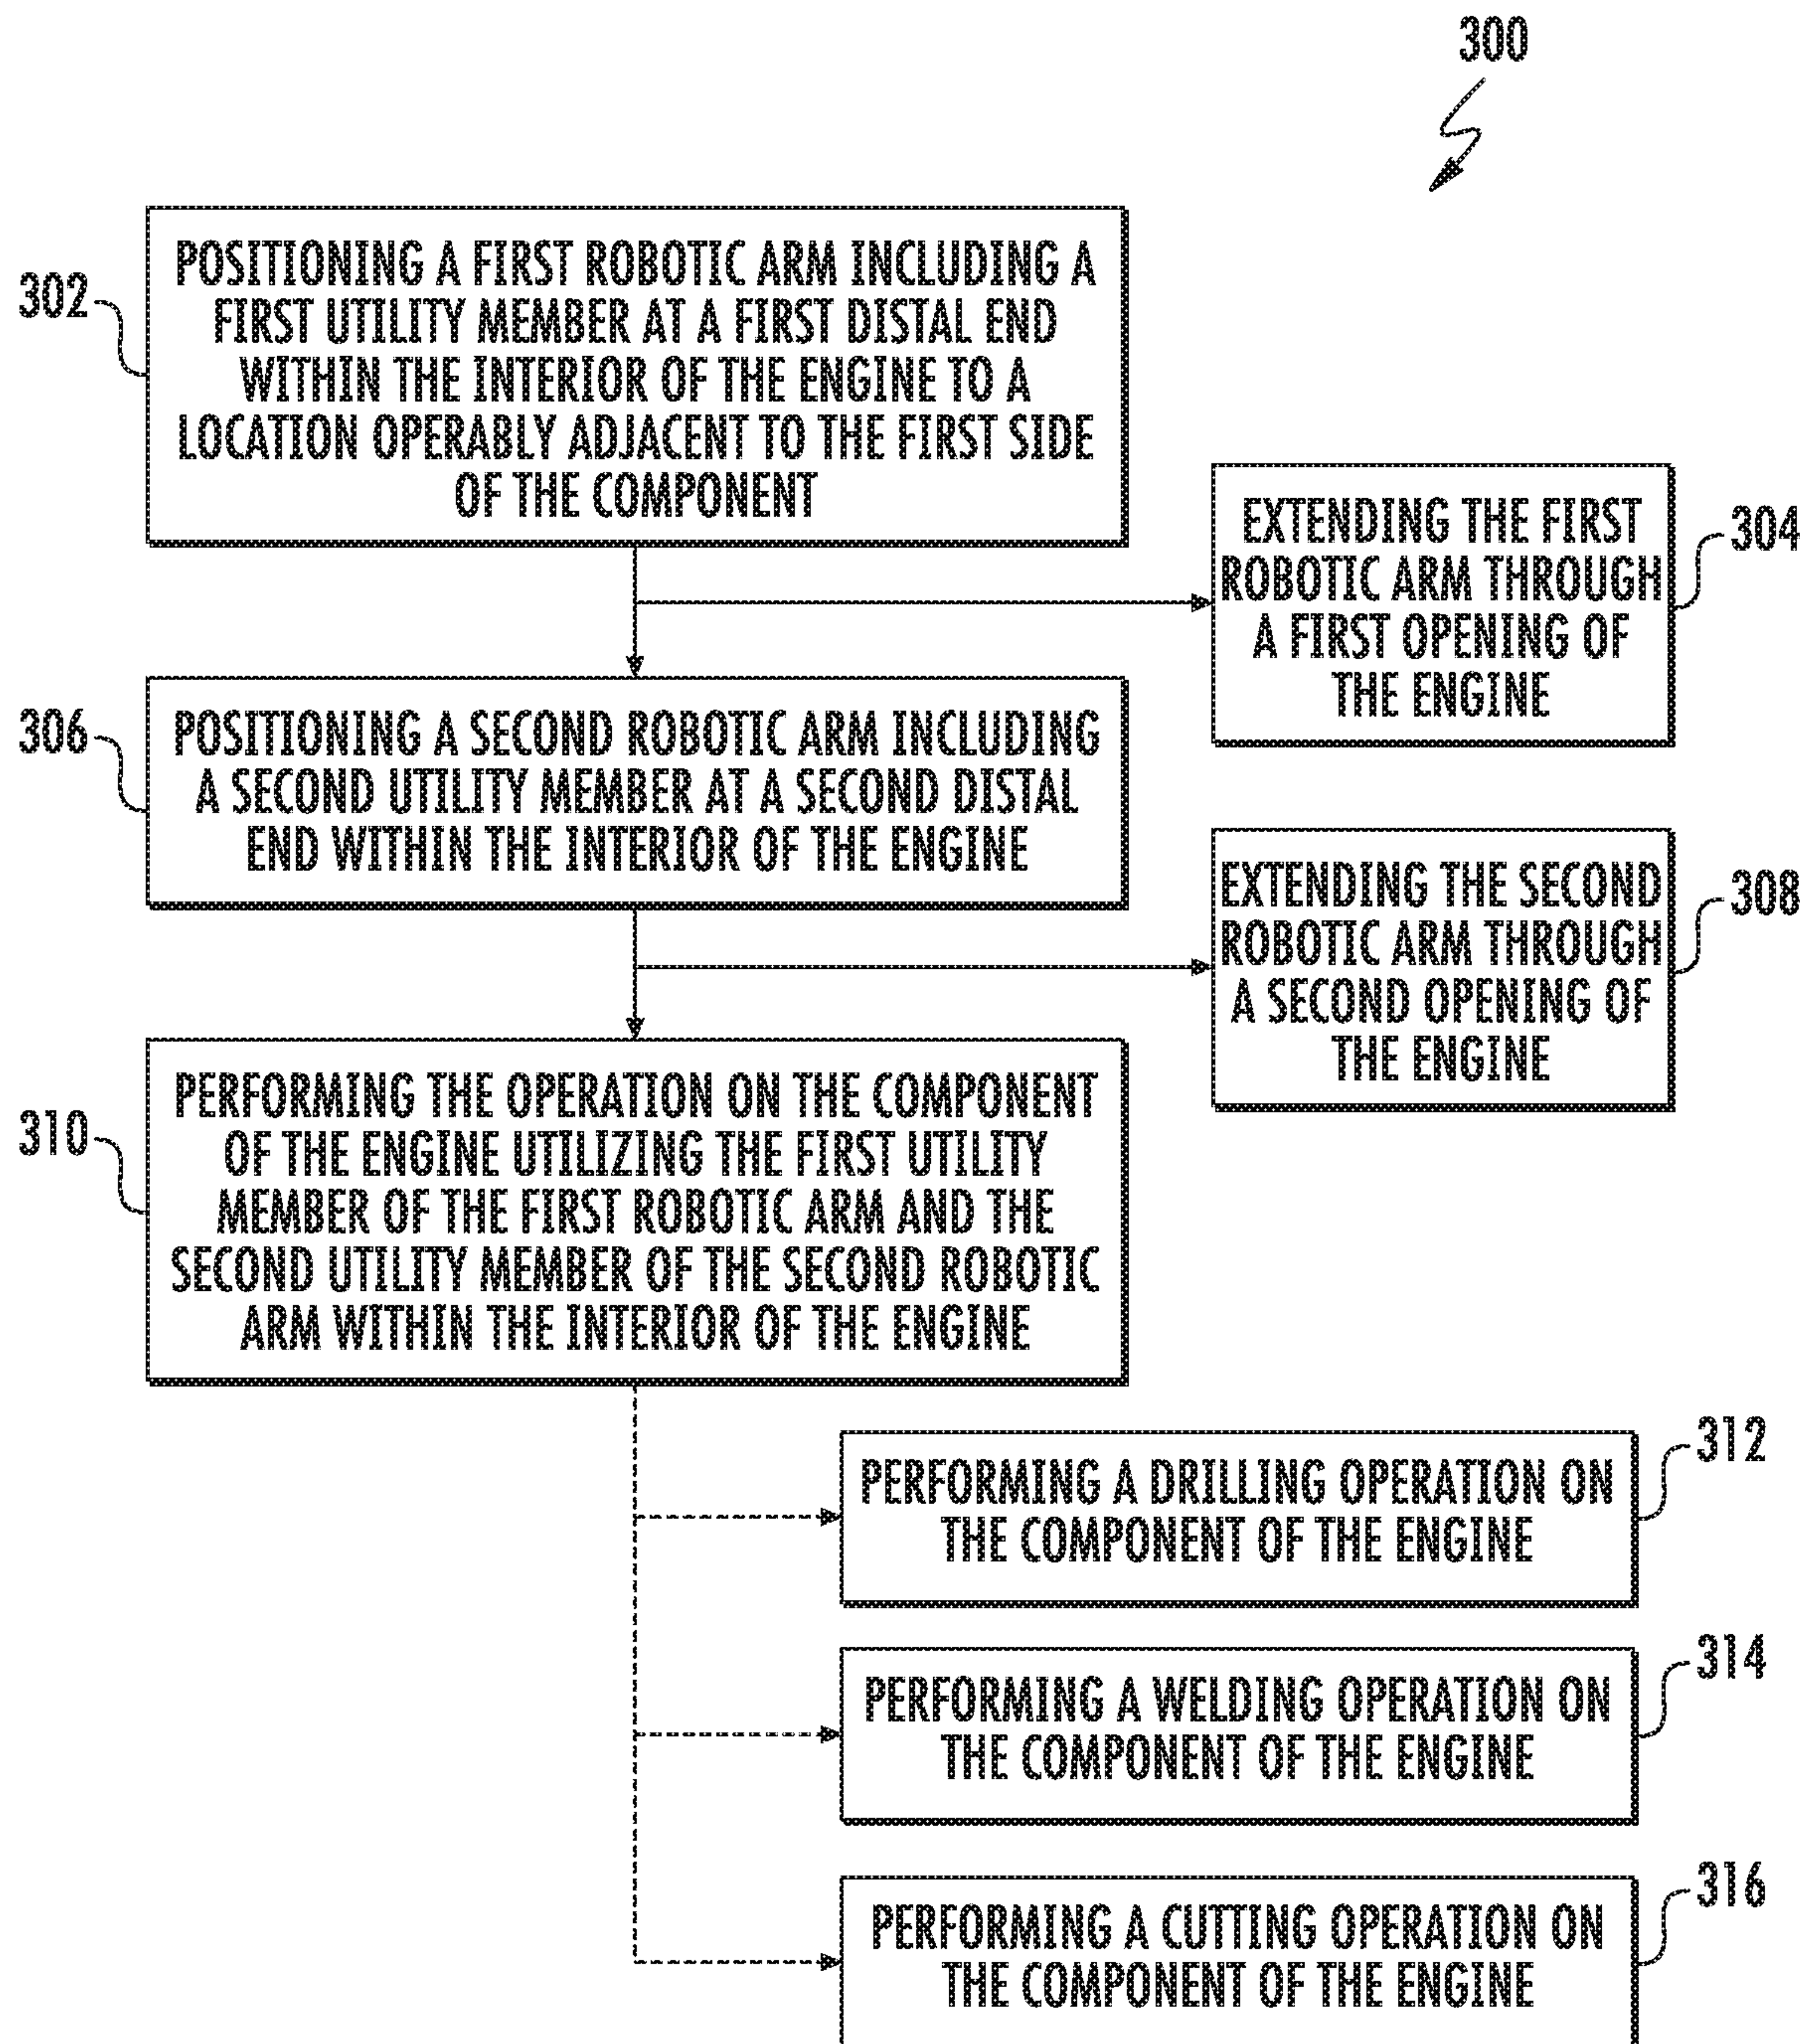 300
302
POSITIONING A FIRST ROBOTIC ARM INCLUDING A
FIRST UTILITY MEMBER AT A FIRST DISTAL END
WITHIN THE INTERIOR OF THE ENGINE TO A
LOCATION OPERABLY ADJACENT TO THE FIRST SIDE
OF THE COMPONENT
EXTENDING THE FIRST
ROBOTIC ARM THROUGH
A FIRST OPENING OF
THE ENGINE
304
306
POSITIONING A SECOND ROBOTIC ARM INCLUDING
A SECOND UTILITY MEMBER AT A SECOND DISTAL
END WITHIN THE INTERIOR OF THE ENGINE
EXTENDING THE SECOND
ROBOTIC ARM THROUGH
A SECOND OPENING OF
THE ENGINE
308
310
PERFORMING THE OPERATION ON THE COMPONENT
OF THE ENGINE UTILIZING THE FIRST UTILITY
MEMBER OF THE FIRST ROBOTIC ARM AND THE
SECOND UTILITY MEMBER OF THE SECOND ROBOTIC
ARM WITHIN THE INTERIOR OF THE ENGINE
312
PERFORMING A DRILLING OPERATION ON
THE COMPONENT OF THE ENGINE
314
PERFORMING A WELDING OPERATION ON
THE COMPONENT OF THE ENGINE
316
PERFORMING A CUTTING OPERATION ON
THE COMPONENT OF THE ENGINE